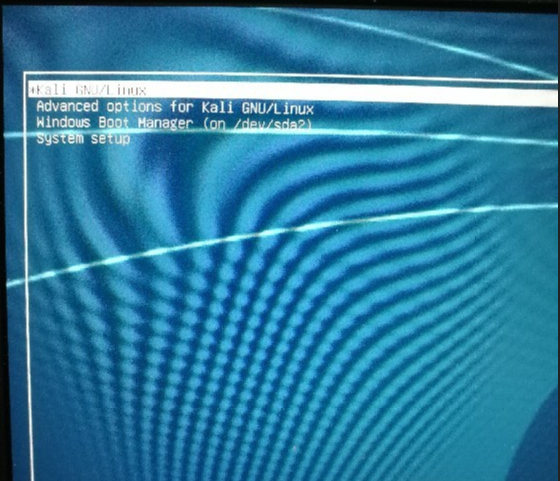 *Kali GNU/Linux
Advanced options for Kali GNU/Linux
Windows Boot Manager (on /dev/sda2)
System setup